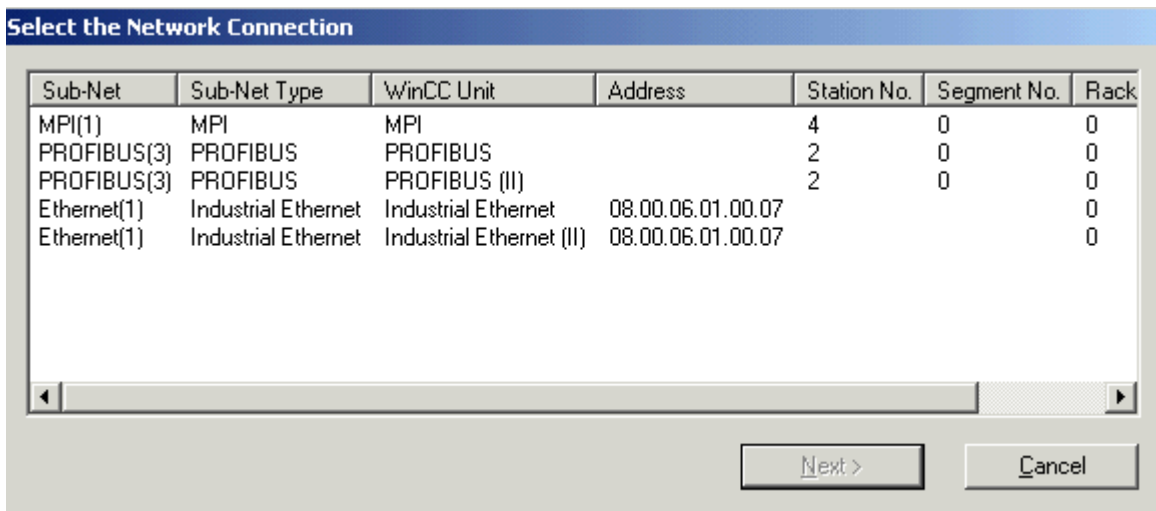 Select the Network Connection
Sub-Net Sub-Net Type WinCC Unit Address Station No. Segment No. Rack
MPI(1) MPI MPI 4 0 0
PROFIBUS(3) PROFIBUS PROFIBUS 2 0 0
PROFIBUS(3) PROFIBUS PROFIBUS (II) 2 0 0
Ethernet(1) Industrial Ethernet Industrial Ethernet 08.00.06.01.00.07 0
Ethernet(1) Industrial Ethernet Industrial Ethernet (II) 08.00.06.01.00.07 0
Next > Cancel